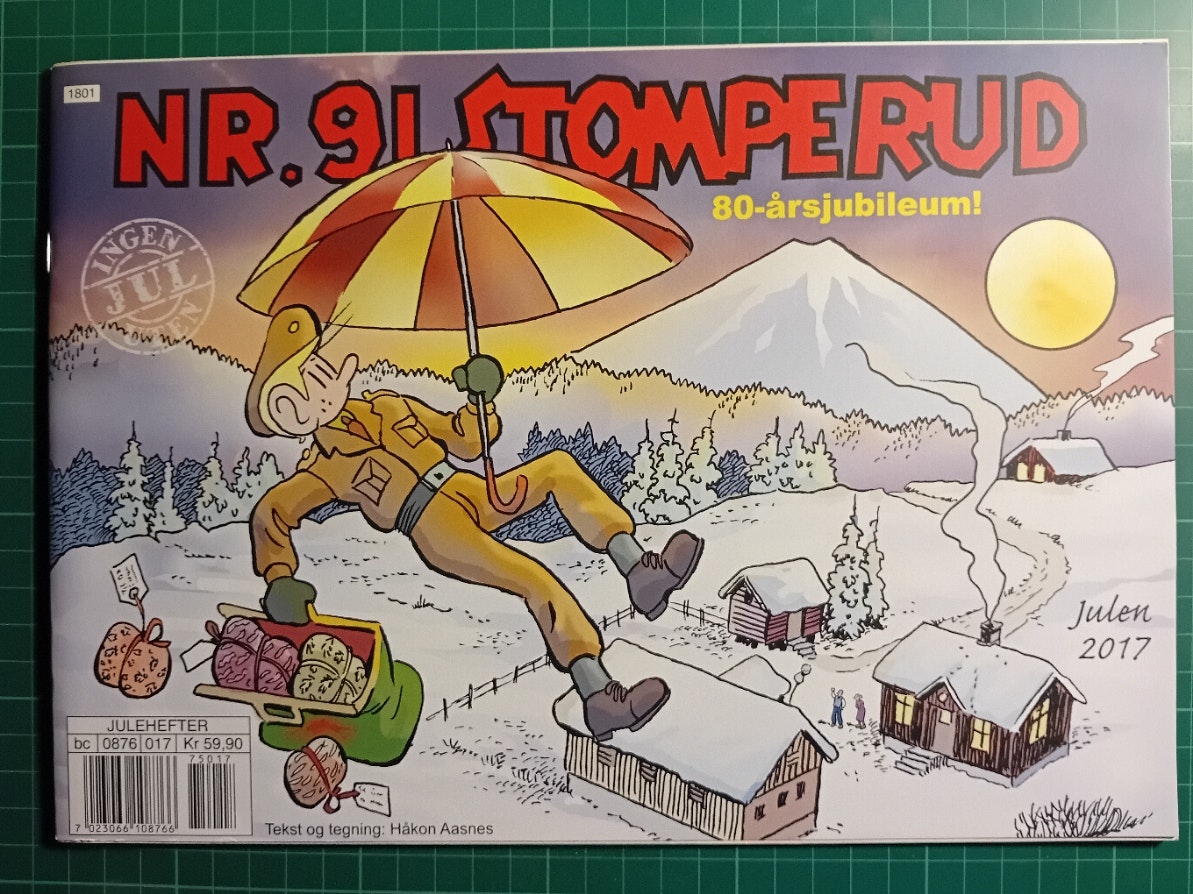 1801
NR. 91 STOMPERUD
80-årsjubileum!
INGEN
JUL
Julen
2017
JULEHEFTER
bc 0876 017 Kr 59,90
75017
7 023066 108766
Tekst og tegning: Håkon Aasnes